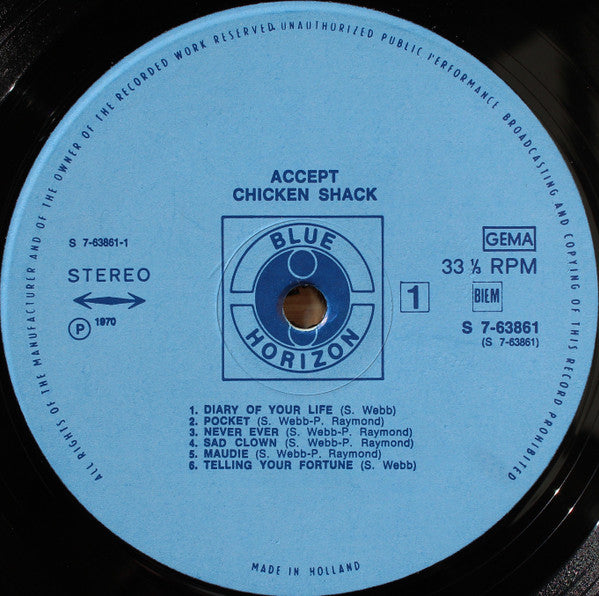 ALL RIGHTS OF THE MANUFACTURER AND OF THE OWNER OF THE RECORDED WORK RESERVED. UNAUTHORIZED PUBLIC PERFORMANCE BROADCASTING AND COPYING OF THIS RECORD PROHIBITED
ACCEPT
CHICKEN SHACK
BLUE
HORIZON
S 7-63861-1
STEREO
Ⓟ 1970
GEMA
33 ⅓ RPM
1
BIEM
S 7-63861
(S 7-63861)
1. DIARY OF YOUR LIFE (S. Webb)
2. POCKET (S. Webb-P. Raymond)
3. NEVER EVER (S. Webb-P. Raymond)
4. SAD CLOWN (S. Webb-P. Raymond)
5. MAUDIE (S. Webb-P. Raymond)
6. TELLING YOUR FORTUNE (S. Webb)
MADE IN HOLLAND